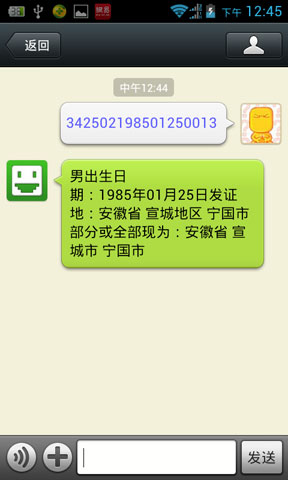 下午 12:45
返回
中午12:44
342502198501250013
男出生日
期：1985年01月25日发证
地：安徽省 宣城地区 宁国市
部分或全部现为：安徽省 宣
城市 宁国市
发送